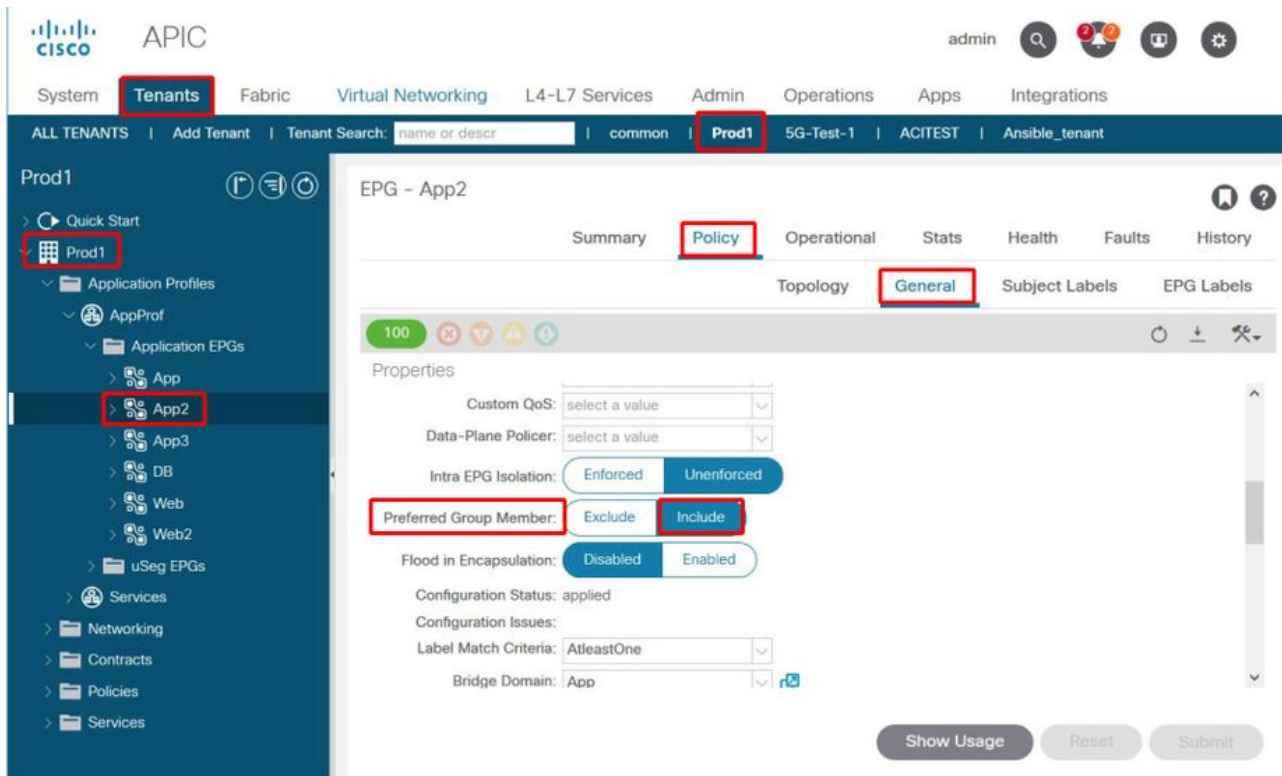 CISCO APIC admin 2 2
System Tenants Fabric Virtual Networking L4-L7 Services Admin Operations Apps Integrations
ALL TENANTS | Add Tenant | Tenant Search: name or descr | common | Prod1 5G-Test-1 | ACITEST | Ansible_tenant
Prod1
Quick Start
Prod1
Application Profiles
AppProf
Application EPGs
App
App2
App3
DB
Web
Web2
uSeg EPGs
Services
Networking
Contracts
Policies
Services
EPG - App2
Summary Policy Operational Stats Health Faults History
Topology General Subject Labels EPG Labels
100
Properties
Custom QoS: select a value
Data-Plane Policer: select a value
Intra EPG Isolation: Enforced Unenforced
Preferred Group Member: Exclude Include
Flood in Encapsulation: Disabled Enabled
Configuration Status: applied
Configuration Issues:
Label Match Criteria: AtleastOne
Bridge Domain: App
Show Usage Reset Submit